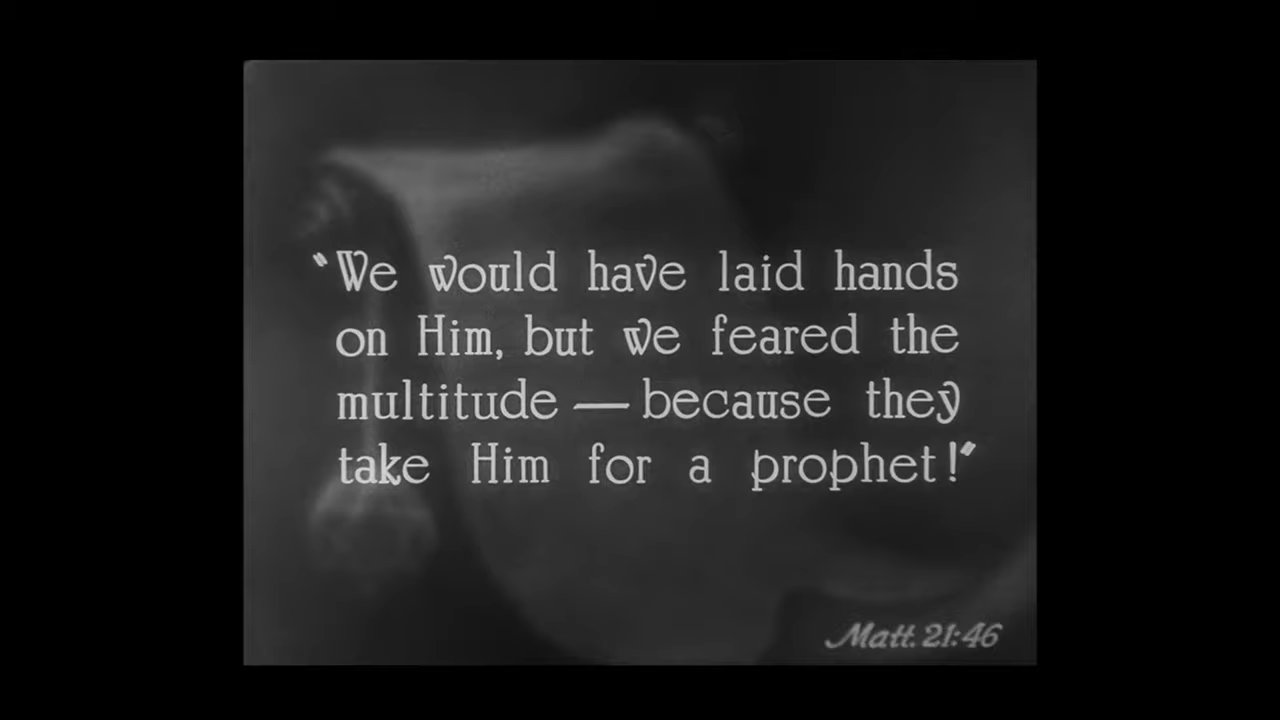 "We would have laid hands
on Him, but we feared the
multitude — because they
take Him for a prophet!"
Matt. 21:46